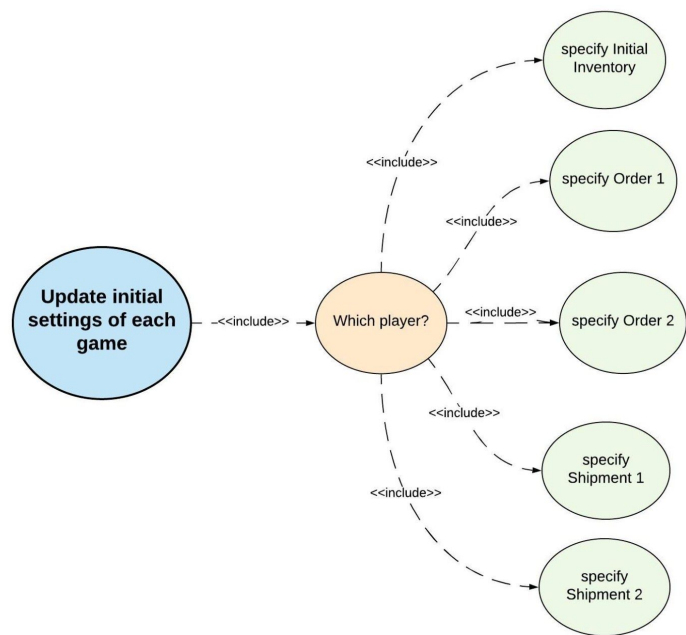 specify Initial
Inventory
<<include>>
specify Order 1
<<include>>
Update initial
settings of each
game
<<include>>
Which player?
<<include>>
specify Order 2
<<include>>
specify
Shipment 1
<<include>>
specify
Shipment 2